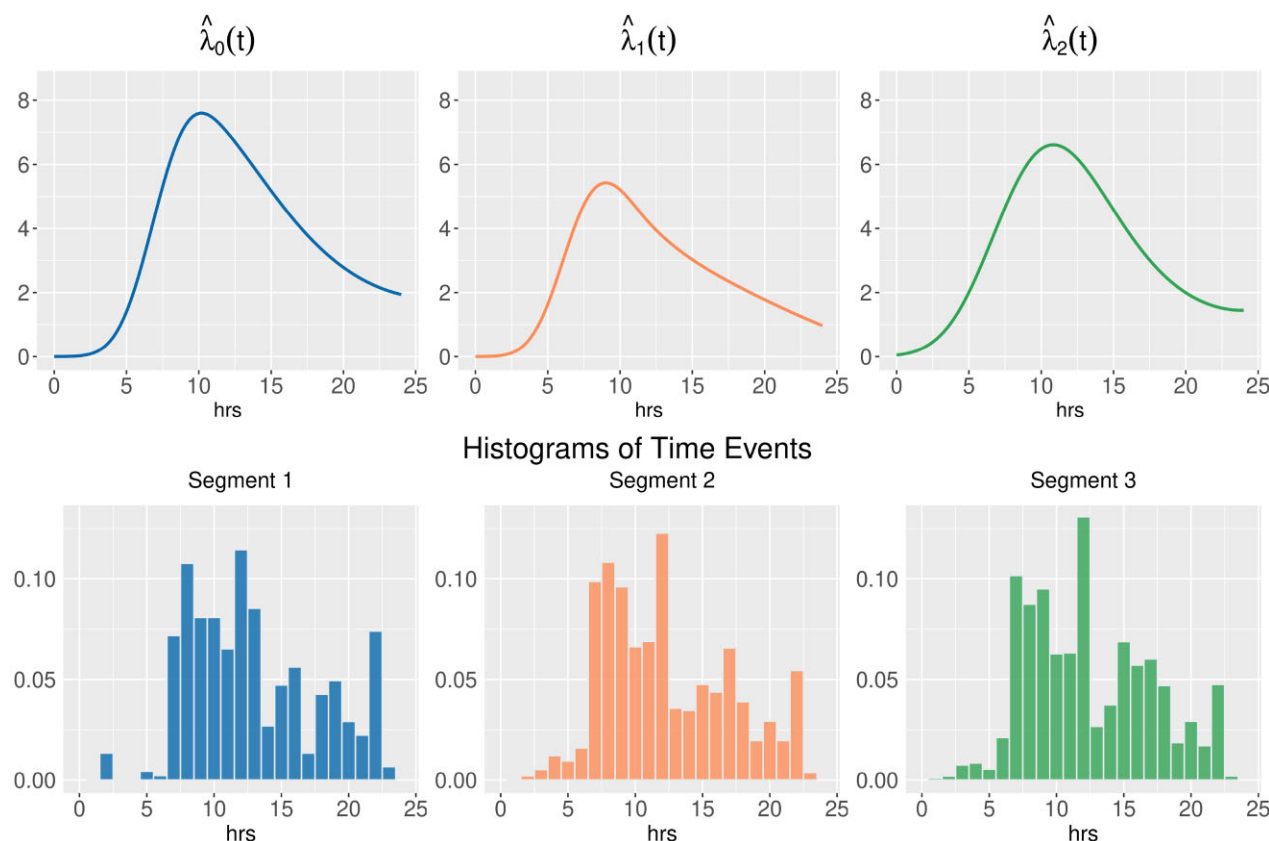 λ̂₀(t) λ̂₁(t) λ̂₂(t)
8 8 8
6 6 6
4 4 4
2 2 2
0 0 0
0 5 10 15 20 25 0 5 10 15 20 25 0 5 10 15 20 25
hrs hrs hrs
Histograms of Time Events
Segment 1 Segment 2 Segment 3
0.10 0.10 0.10
0.05 0.05 0.05
0.00 0.00 0.00
0 5 10 15 20 25 0 5 10 15 20 25 0 5 10 15 20 25
hrs hrs hrs